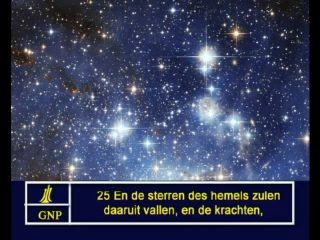 25 En de sterren des hemels zulen
daaruit vallen, en de krachten,
GNP